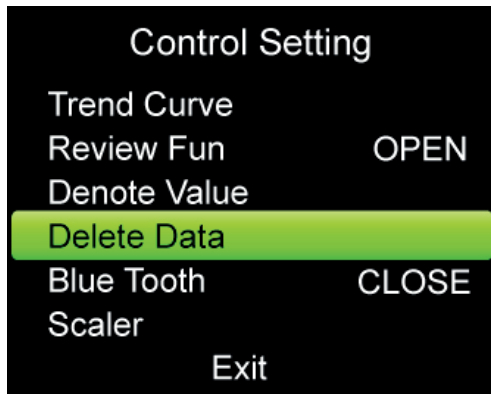 Control Setting
Trend Curve
Review Fun OPEN
Denote Value
Delete Data
Blue Tooth CLOSE
Scaler
Exit